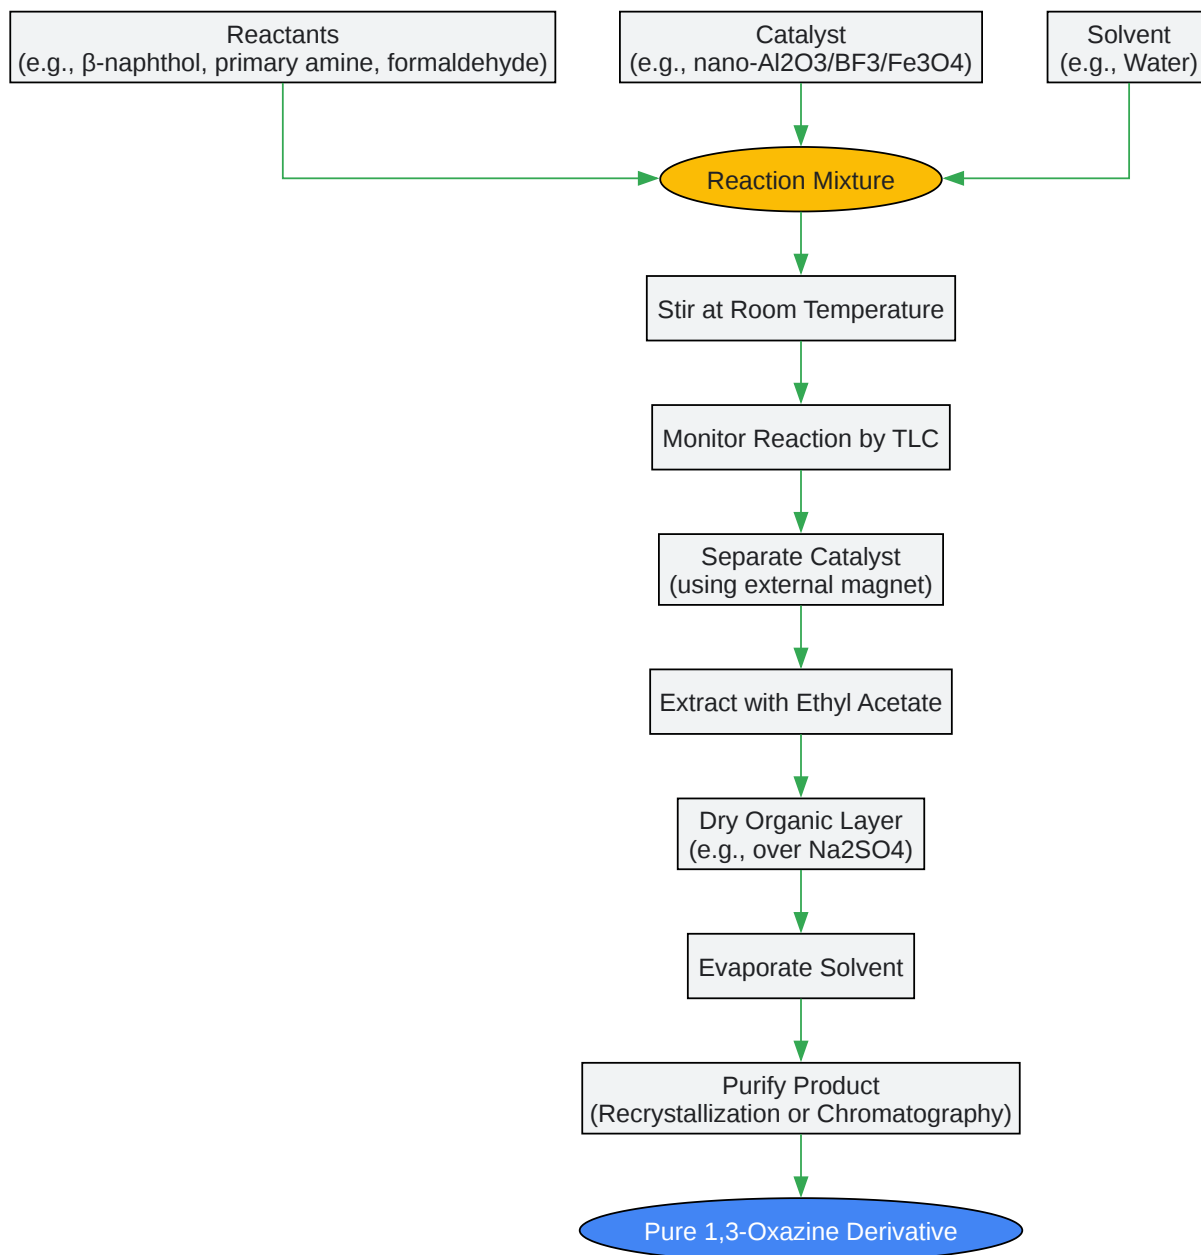 Reactants
(e.g., β-naphthol, primary amine, formaldehyde)
Catalyst
(e.g., nano-Al2O3/BF3/Fe3O4)
Solvent
(e.g., Water)
Reaction Mixture
Stir at Room Temperature
Monitor Reaction by TLC
Separate Catalyst
(using external magnet)
Extract with Ethyl Acetate
Dry Organic Layer
(e.g., over Na2SO4)
Evaporate Solvent
Purify Product
(Recrystallization or Chromatography)
Pure 1,3-Oxazine Derivative